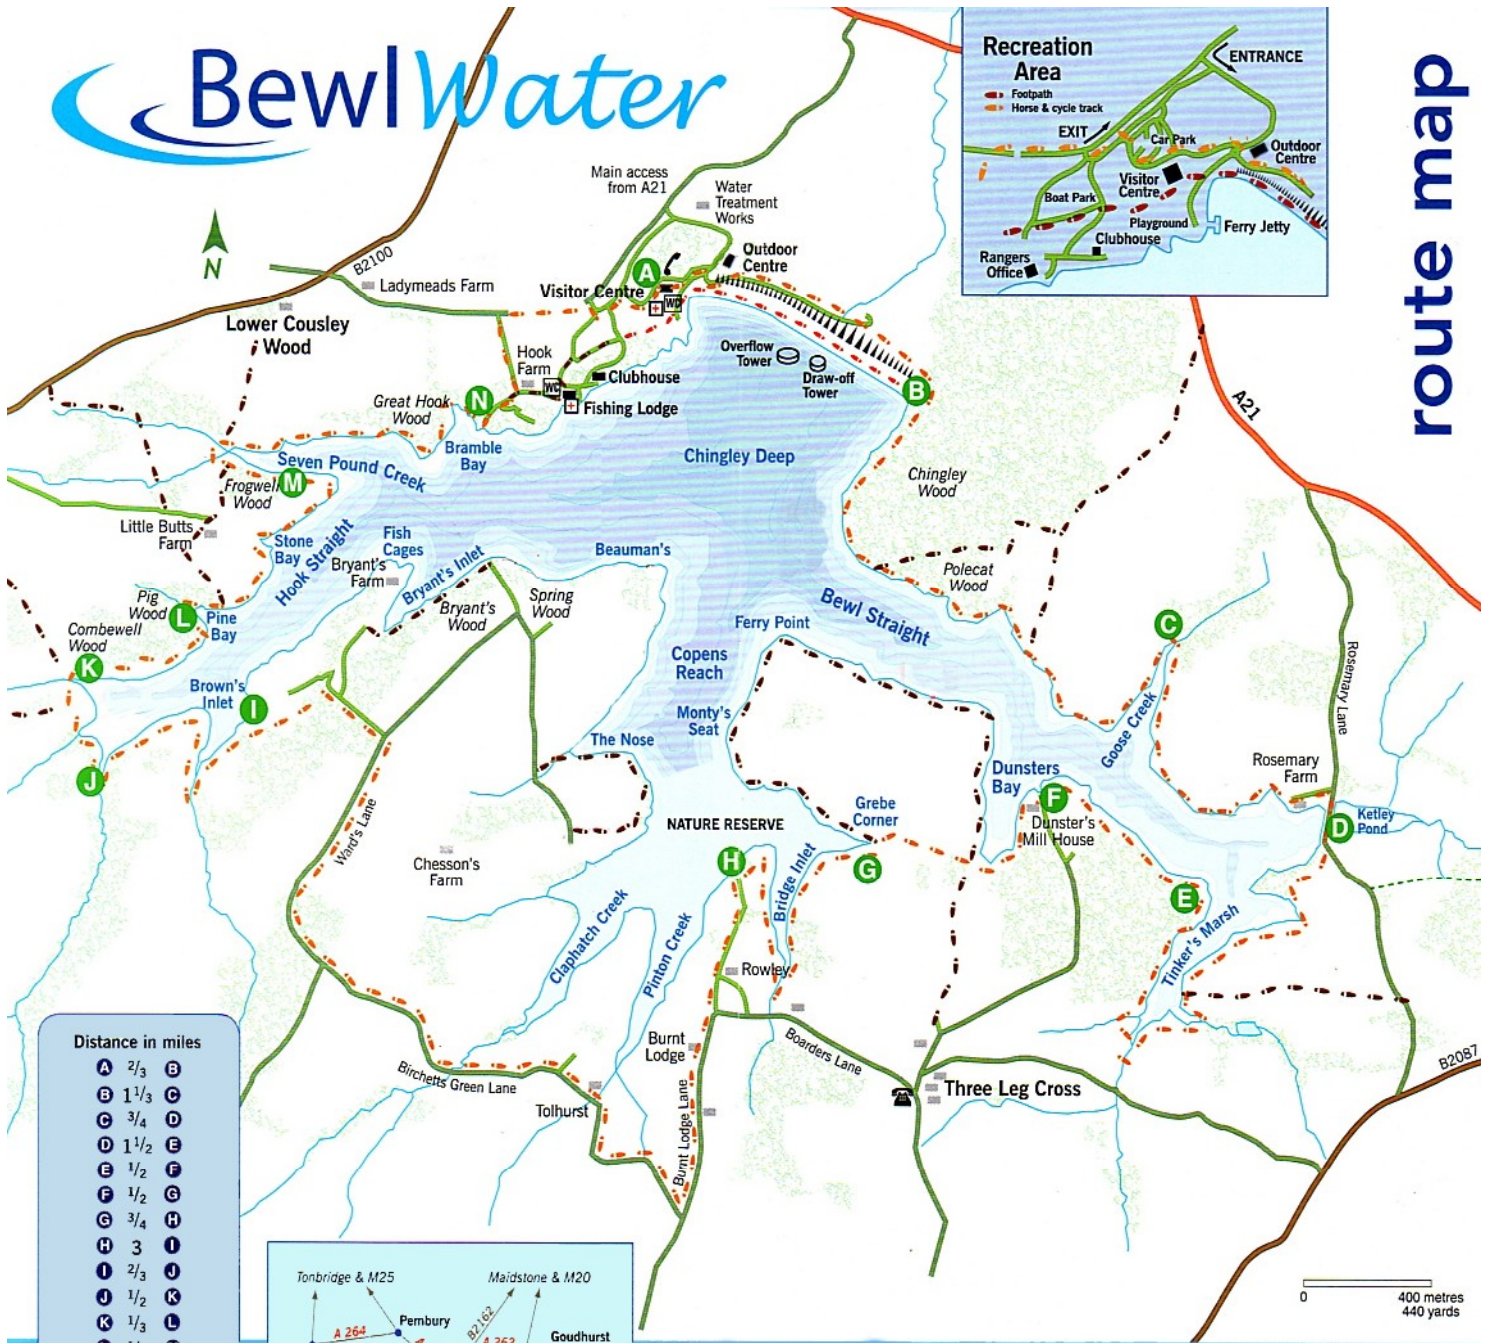 Bewl Water
route map
Recreation
Area
Footpath
Horse & cycle track
ENTRANCE
EXIT
Car Park
Outdoor
Centre
Visitor
Centre
Boat Park
Playground
Ferry Jetty
Clubhouse
Rangers
Office
Main access
from A21
Water
Treatment
Works
N
B2100
Ladymeads Farm
A
Outdoor
Centre
Visitor Centre
WC
Lower Cousley
Wood
Hook
Farm
WC
Clubhouse
Overflow
Tower
Draw-off
Tower
B
A21
Great Hook
Wood
N
Fishing Lodge
Bramble
Bay
Chingley Deep
Seven Pound Creek
Frogwell
Wood
M
Chingley
Wood
Little Butts
Farm
Stone
Bay
Hook Straight
Fish
Cages
Bryant's
Farm
Bryant's Inlet
Beauman's
Polecat
Wood
Pig
Wood
L
Pine
Bay
Bryant's
Wood
Spring
Wood
Ferry Point
Bewl Straight
C
Combewell
Wood
K
Copens
Reach
Rosemary Lane
Brown's
Inlet
I
Monty's
Seat
The Nose
Goose Creek
J
Dunsters
Bay
Rosemary
Farm
F
Grebe
Corner
Dunster's
Mill House
D
Ketley
Pond
NATURE RESERVE
Ward's Lane
Chesson's
Farm
H
G
Bridge Inlet
E
Claphatch Creek
Pinton Creek
Tinker's Marsh
Rowley
Burnt
Lodge
Boarders Lane
Birchetts Green Lane
Tolhurst
Burnt Lodge Lane
Three Leg Cross
B2087
Distance in miles
A 2/3 B
B 1 1/3 C
C 3/4 D
D 1 1/2 E
E 1/2 F
F 1/2 G
G 3/4 H
H 3 I
I 2/3 J
J 1/2 K
K 1/3 L
Tonbridge & M25
Maidstone & M20
Pembury
A 264
B2162
A 262
Goudhurst
0 400 metres
440 yards